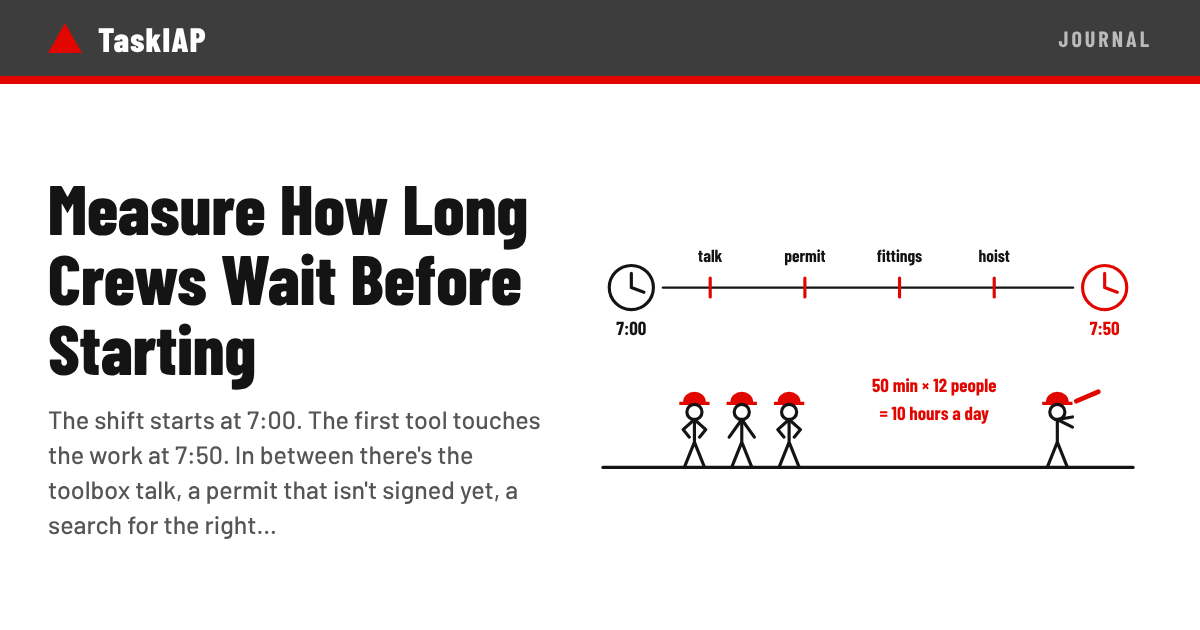 TaskIAP
JOURNAL
Measure How Long
Crews Wait Before
Starting
The shift starts at 7:00. The first tool touches
the work at 7:50. In between there's the
toolbox talk, a permit that isn't signed yet, a
search for the right...
talk
permit
fittings
hoist
7:00
7:50
50 min × 12 people
= 10 hours a day